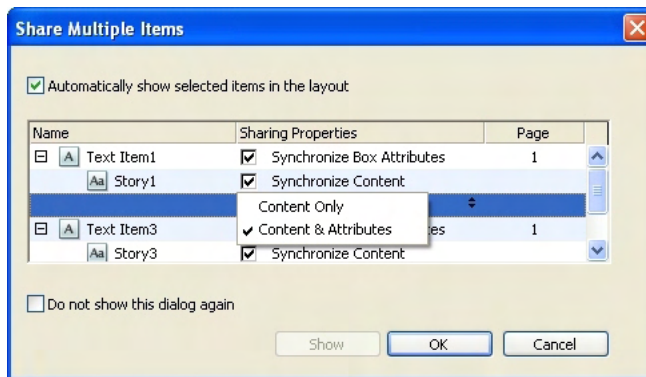 Share Multiple Items
Automatically show selected items in the layout
Name Sharing Properties Page
A Text Item1 Synchronize Box Attributes 1
Aa Story1 Synchronize Content
Content Only
A Text Item3 Content & Attributes 1
Aa Story3 Synchronize Content
Do not show this dialog again
Show OK Cancel